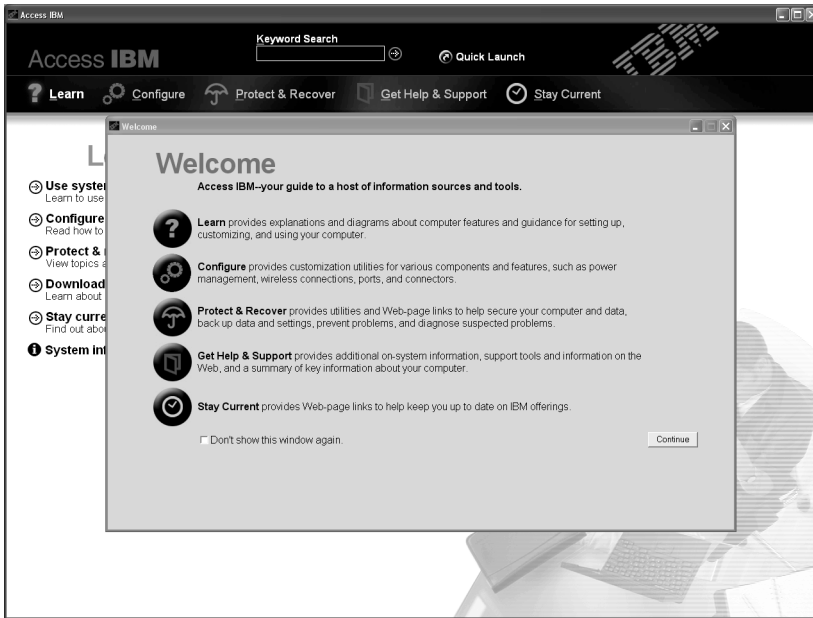 Access IBM
Keyword Search
Access IBM
Quick Launch
IBM
Learn
Configure
Protect & Recover
Get Help & Support
Stay Current
Welcome
Welcome
Access IBM--your guide to a host of information sources and tools.
Learn provides explanations and diagrams about computer features and guidance for setting up,
customizing, and using your computer.
Configure provides customization utilities for various components and features, such as power
management, wireless connections, ports, and connectors.
Protect & Recover provides utilities and Web-page links to help secure your computer and data,
back up data and settings, prevent problems, and diagnose suspected problems.
Get Help & Support provides additional on-system information, support tools and information on the
Web, and a summary of key information about your computer.
Stay Current provides Web-page links to help keep you up to date on IBM offerings.
Don't show this window again.
Continue
Use
Learn to use
Configure
Read how to
Protect &
View topics
Download
Learn about
Stay
Find out
System